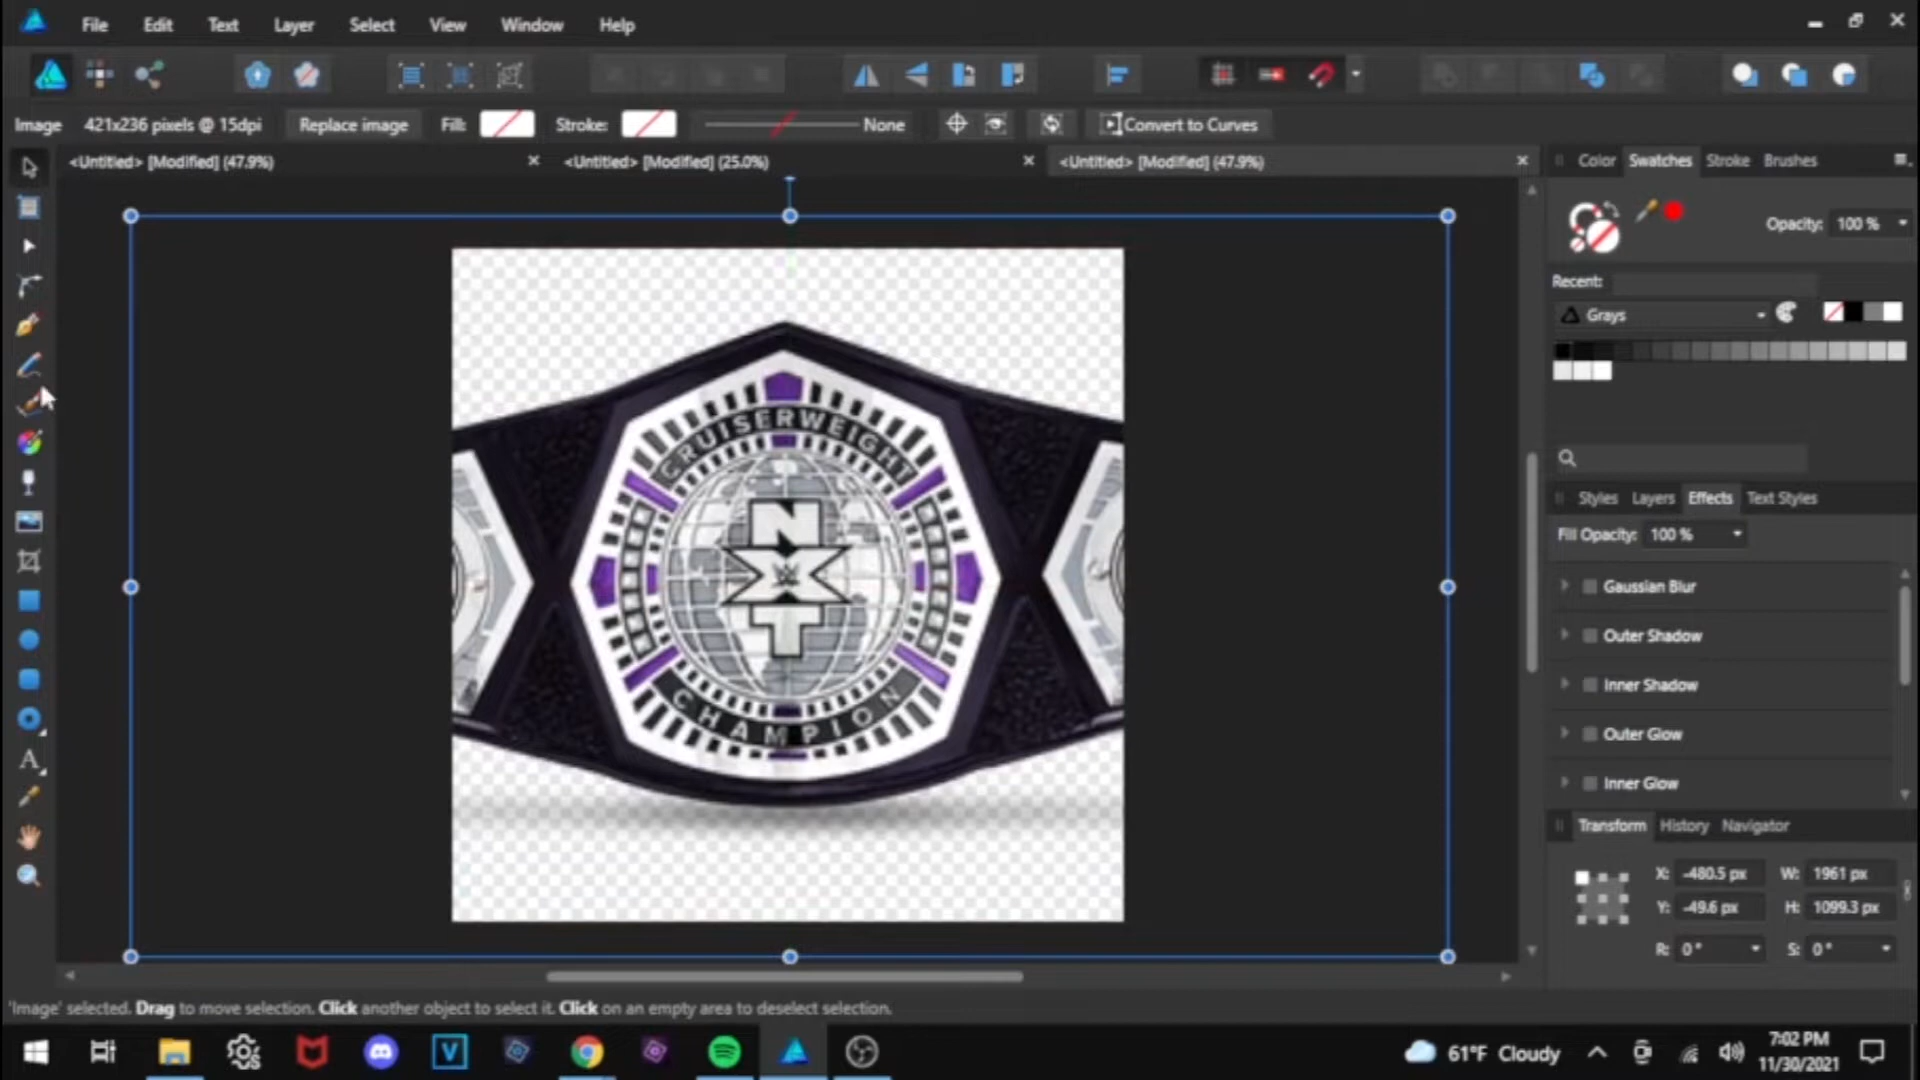 File Edit Text Layer Select View Window Help
Image 421x236 pixels @ 15dpi Replace image Fill: Stroke: None Convert to Curves
<Untitled> [Modified] (47.9%) <Untitled> [Modified] (25.0%) <Untitled> [Modified] (47.9%)
Color Swatches Stroke Brushes
Opacity: 100 %
Recent:
Grays
Styles Layers Effects Text Styles
Fill Opacity: 100 %
Gaussian Blur
Outer Shadow
Inner Shadow
Outer Glow
Inner Glow
Transform History Navigator
X: -480.5 px W: 1961 px
Y: -49.6 px H: 1099.3 px
R: 0° S: 0°
CRUISERWEIGHT
N
X
W
T
CHAMPION
A
'Image' selected. Drag to move selection. Click another object to select it. Click on an empty area to deselect selection.
V
61°F Cloudy
7:02 PM
11/30/2021